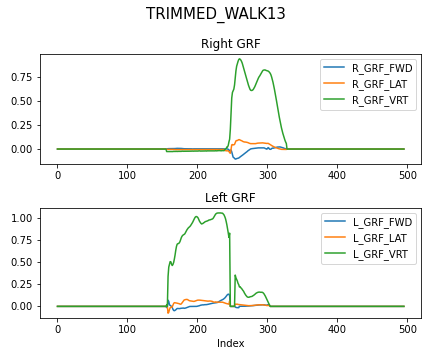 TRIMMED_WALK13
Right GRF
R_GRF_FWD
R_GRF_LAT
R_GRF_VRT
0.75
0.50
0.25
0.00
0 100 200 300 400 500
Left GRF
L_GRF_FWD
L_GRF_LAT
L_GRF_VRT
1.00
0.75
0.50
0.25
0.00
0 100 200 300 400 500
Index